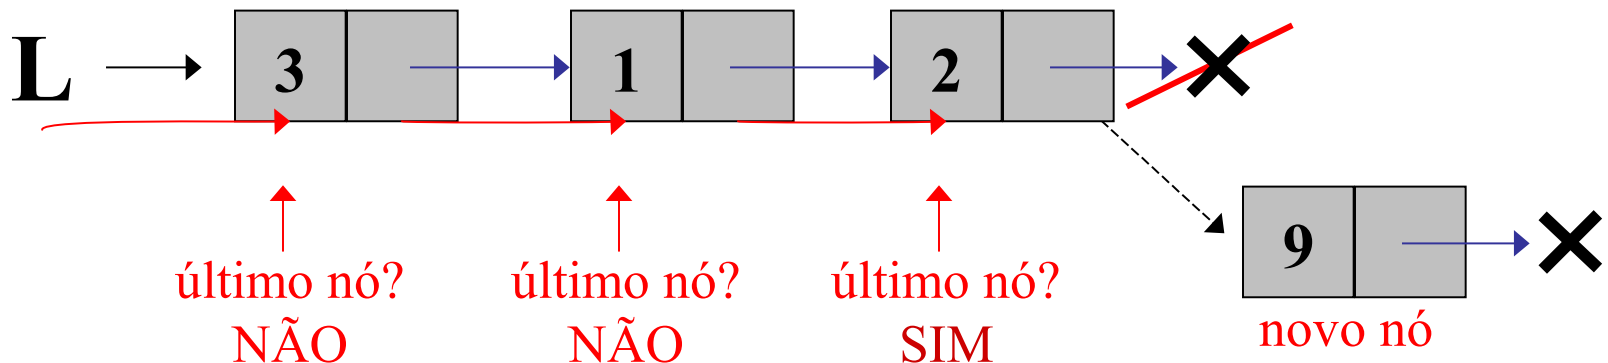 L 3 1 2
9
último nó? último nó? último nó?
NÃO NÃO SIM
novo nó